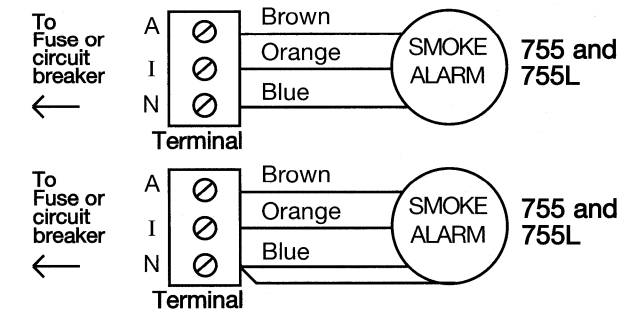 To
Fuse or
circuit
breaker
A
I
N
Terminal
Brown
Orange
Blue
SMOKE
ALARM
755 and
755L
To
Fuse or
circuit
breaker
A
I
N
Terminal
Brown
Orange
Blue
SMOKE
ALARM
755 and
755L